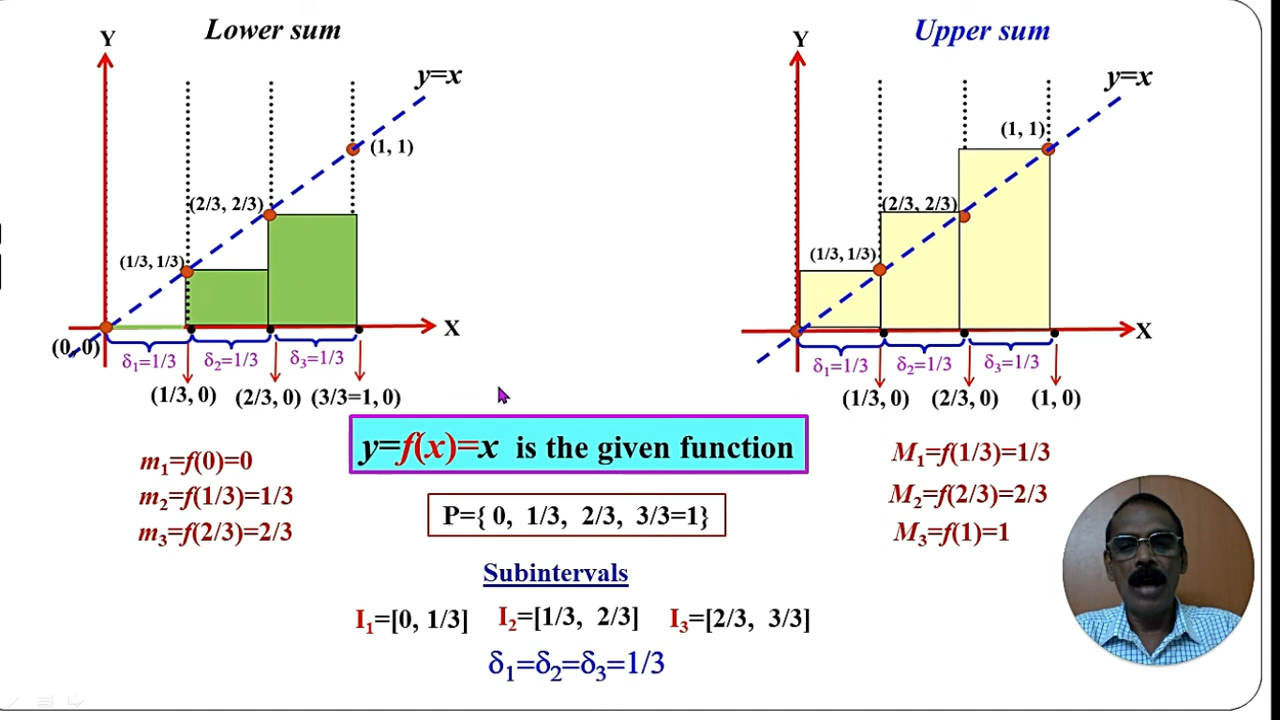 Lower sum
Y
y=x
(1, 1)
(2/3, 2/3)
(1/3, 1/3)
X
(0, 0)
δ₁=1/3 δ₂=1/3 δ₃=1/3
(1/3, 0) (2/3, 0) (3/3=1, 0)
m₁=f(0)=0
m₂=f(1/3)=1/3
m₃=f(2/3)=2/3
Upper sum
Y
y=x
(1, 1)
(2/3, 2/3)
(1/3, 1/3)
X
δ₁=1/3 δ₂=1/3 δ₃=1/3
(1/3, 0) (2/3, 0) (1, 0)
M₁=f(1/3)=1/3
M₂=f(2/3)=2/3
M₃=f(1)=1
y=f(x)=x is the given function
P={ 0, 1/3, 2/3, 3/3=1}
Subintervals
I₁=[0, 1/3] I₂=[1/3, 2/3] I₃=[2/3, 3/3]
δ₁=δ₂=δ₃=1/3